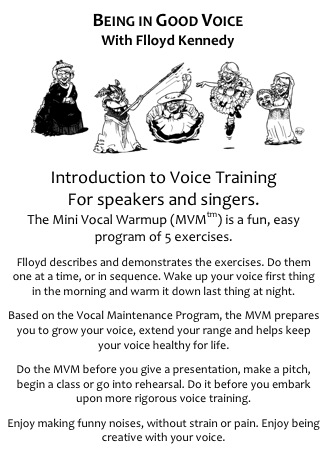 BEING IN GOOD VOICE
With Flloyd Kennedy
Introduction to Voice Training
For speakers and singers.
The Mini Vocal Warmup (MVM™) is a fun, easy
program of 5 exercises.
Flloyd describes and demonstrates the exercises. Do them
one at a time, or in sequence. Wake up your voice first thing
in the morning and warm it down last thing at night.
Based on the Vocal Maintenance Program, the MVM prepares
you to grow your voice, extend your range and helps keep
your voice healthy for life.
Do the MVM before you give a presentation, make a pitch,
begin a class or go into rehearsal. Do it before you embark
upon more rigorous voice training.
Enjoy making funny noises, without strain or pain. Enjoy being
creative with your voice.